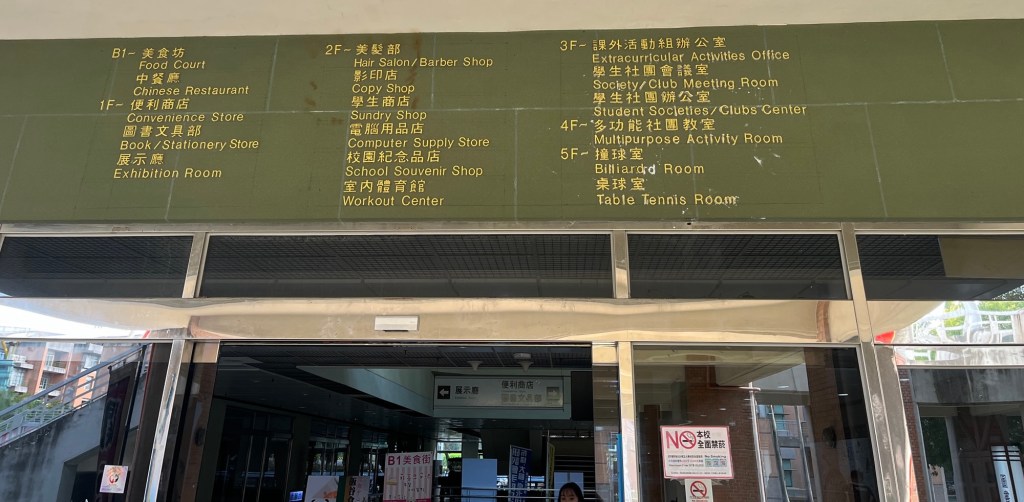 B1~ 美食坊
Food Court
中餐廳
Chinese Restaurant
1F~ 便利商店
Convenience Store
圖書文具部
Book/Stationery Store
展示廳
Exhibition Room
2F~ 美髮部
Hair Salon/Barber Shop
影印店
Copy Shop
學生商店
Sundry Shop
電腦用品店
Computer Supply Store
校園紀念品店
School Souvenir Shop
室內體育館
Workout Center
3F~ 課外活動組辦公室
Extracurricular Activities Office
學生社團會議室
Society/Club Meeting Room
學生社團辦公室
Student Societies/Clubs Center
4F~ 多功能社團教室
Multipurpose Activity Room
5F~ 撞球室
Billiard Room
桌球室
Table Tennis Room
展示廳
便利商店
圖書文具部
B1美食街
NO 本校
全面禁菸